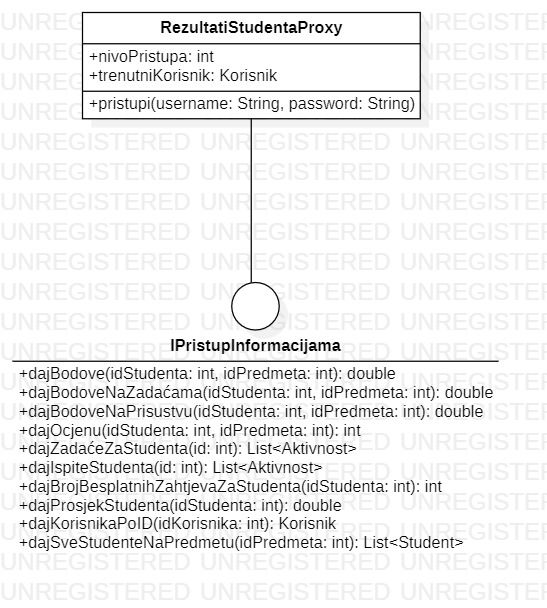 RezultatiStudentaProxy
+nivoPristupa: int
+trenutniKorisnik: Korisnik
+pristupi(username: String, password: String)
IPristupInformacijama
+dajBodove(idStudenta: int, idPredmeta: int): double
+dajBodoveNaZadaćama(idStudenta: int, idPredmeta: int): double
+dajBodoveNaPrisustvu(idStudenta: int, idPredmeta: int): double
+dajOcjenu(idStudenta: int, idPredmeta: int): int
+dajZadaćeZaStudenta(id: int): List<Aktivnost>
+dajIspiteStudenta(id: int): List<Aktivnost>
+dajBrojBesplatnihZahtjevaZaStudenta(idStudenta: int): int
+dajProsjekStudenta(idStudenta: int): double
+dajKorisnikaPoID(idKorisnika: int): Korisnik
+dajSveStudenteNaPredmetu(idPredmeta: int): List<Student>
UNREGISTERED